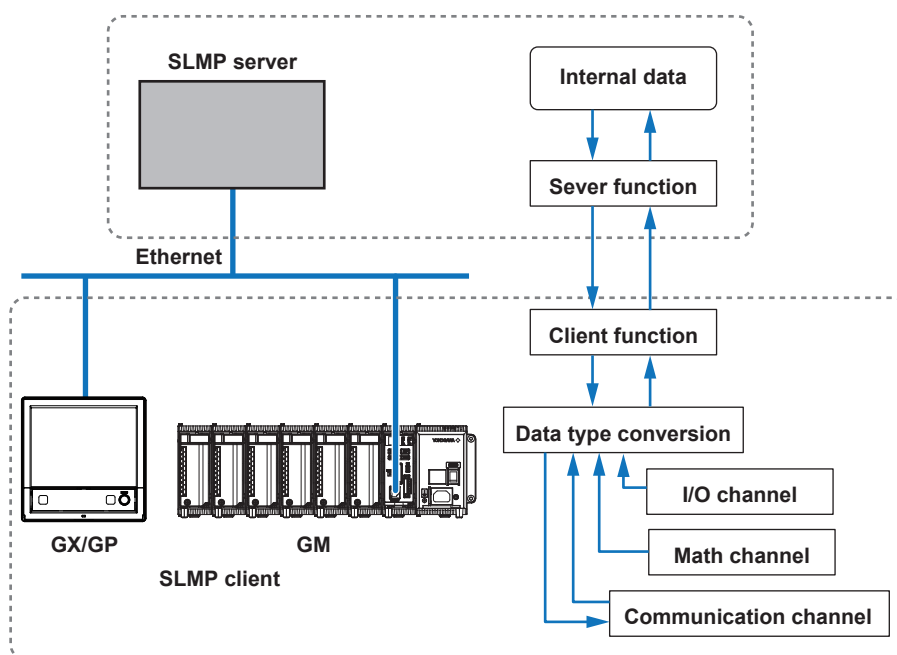 SLMP server
Internal data
Sever function
Ethernet
Client function
Data type conversion
YOKOGAWA
I/O channel
GX/GP
GM
Math channel
SLMP client
Communication channel